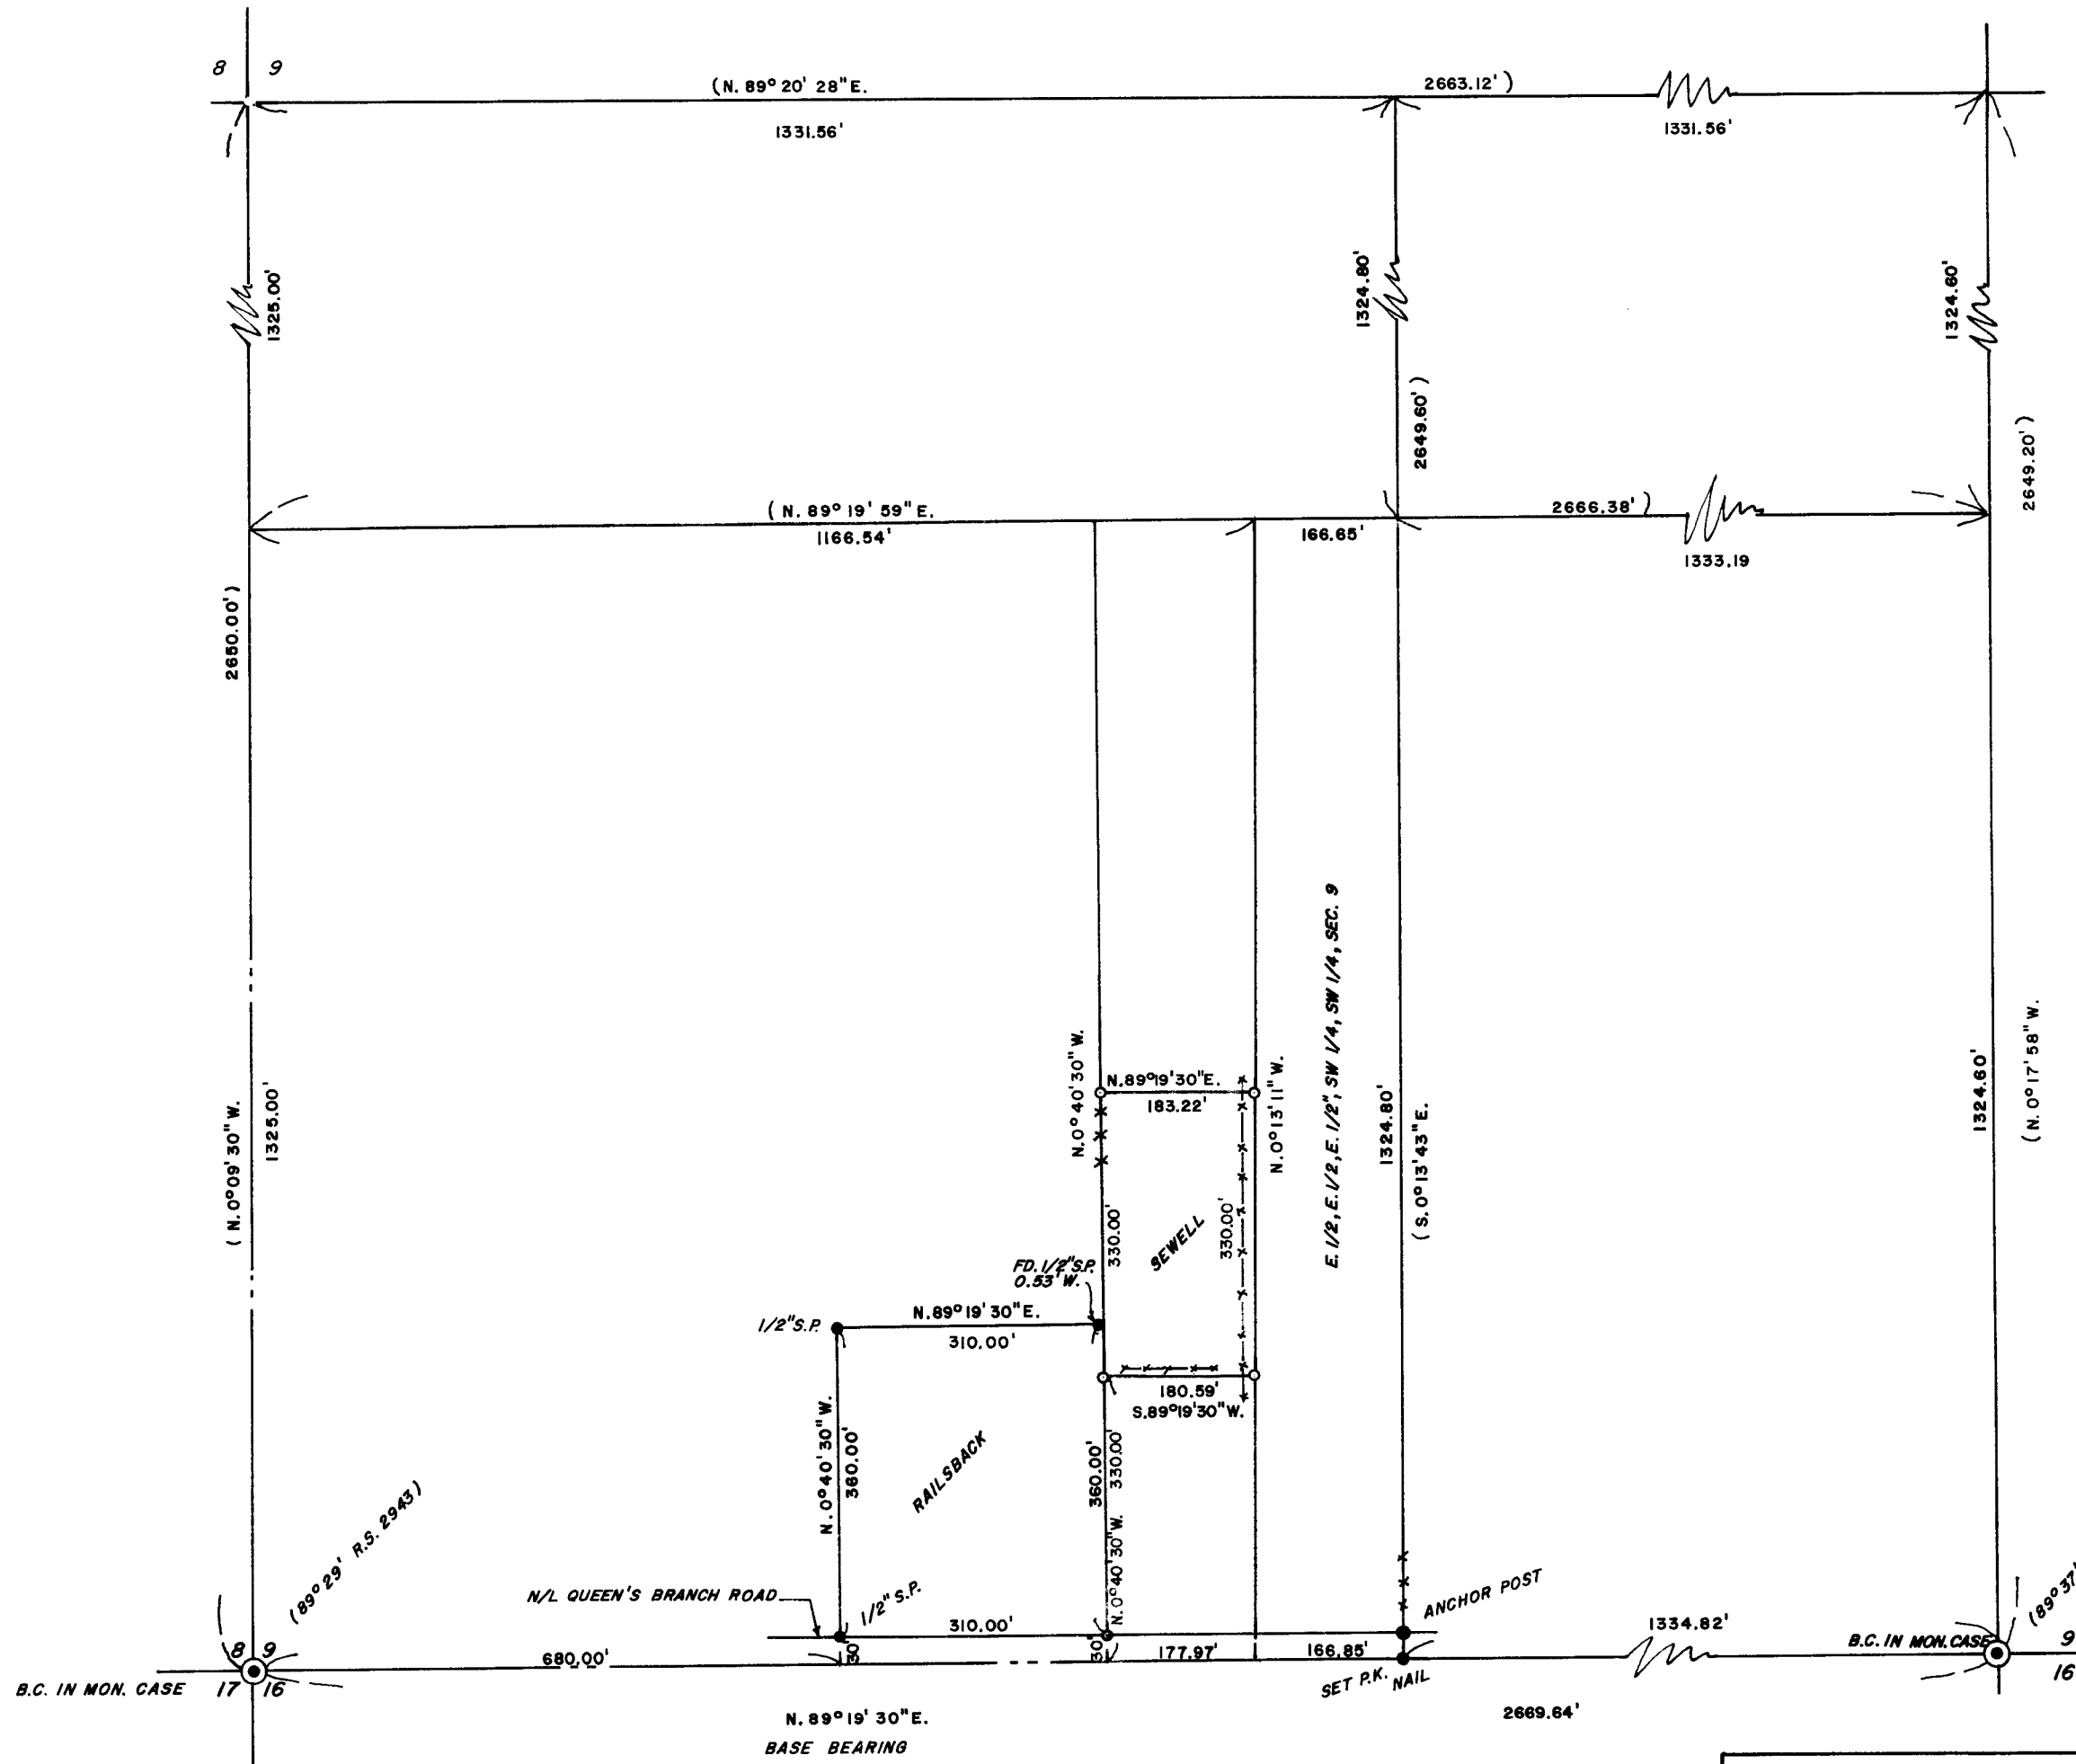 8 9
(N. 89° 20' 28"E. 2663.12')
1331.56' 1331.56'
1325.00'
1324.80'
1324.60'
2649.60')
2649.20')
(N. 89° 19' 59"E. 2666.38')
1166.54' 166.65'
1333.19
2650.00')
E. 1/2, E. 1/2, E. 1/2", SW 1/4, SW 1/4, SEC. 9
(N. 0° 09' 30" W.
1325.00'
N.0° 40' 30" W.
N.89°19'30"E.
183.22'
N.0°13'11" W.
1324.80'
(S. 0°13'43" E.
1324.60'
(N. 0°17'58" W.
330.00'
SEWELL
330.00'
FD. 1/2"S.P.
0.53' W.
N.89°19'30"E.
1/2"S.P.
310.00'
180.59'
S.89°19'30"W.
N. 0° 40' 30" W.
360.00'
RAILSBACK
360.00'
330.00'
N. 0° 40' 30" W.
(89° 29' R.S. 2943)
N/L QUEEN'S BRANCH ROAD
1/2" S.P.
ANCHOR POST
310.00'
1334.82'
(89° 37'
8 9
680.00' 30' 30' 177.97' 166.85'
B.C. IN MON. CASE 9
B.C. IN MON. CASE 17 16
SET P.K. NAIL
16
2669.64'
N. 89° 19' 30"E.
BASE BEARING